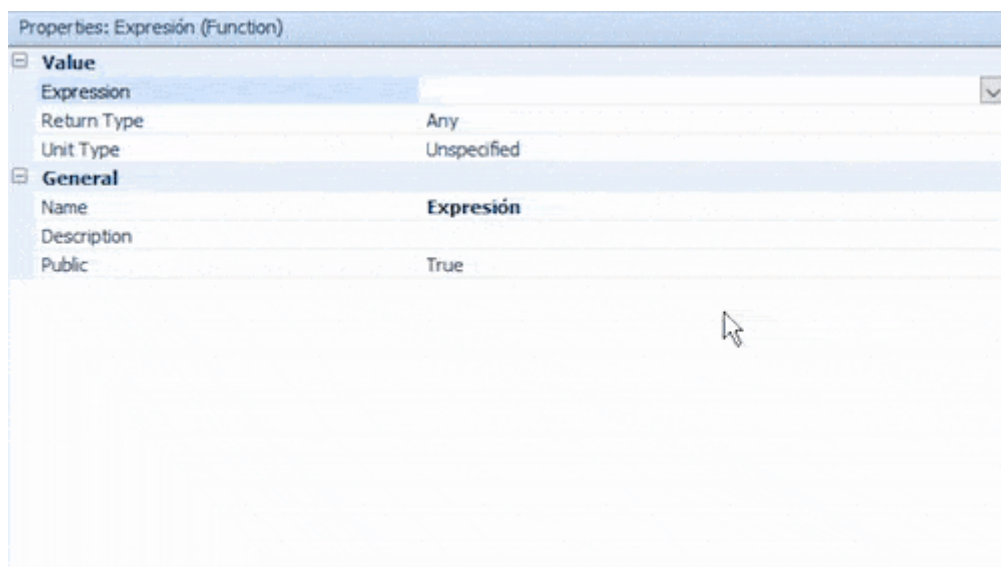 Properties: Expresión (Function)
Value
Expression
Return Type Any
Unit Type Unspecified
General
Name Expresión
Description
Public True